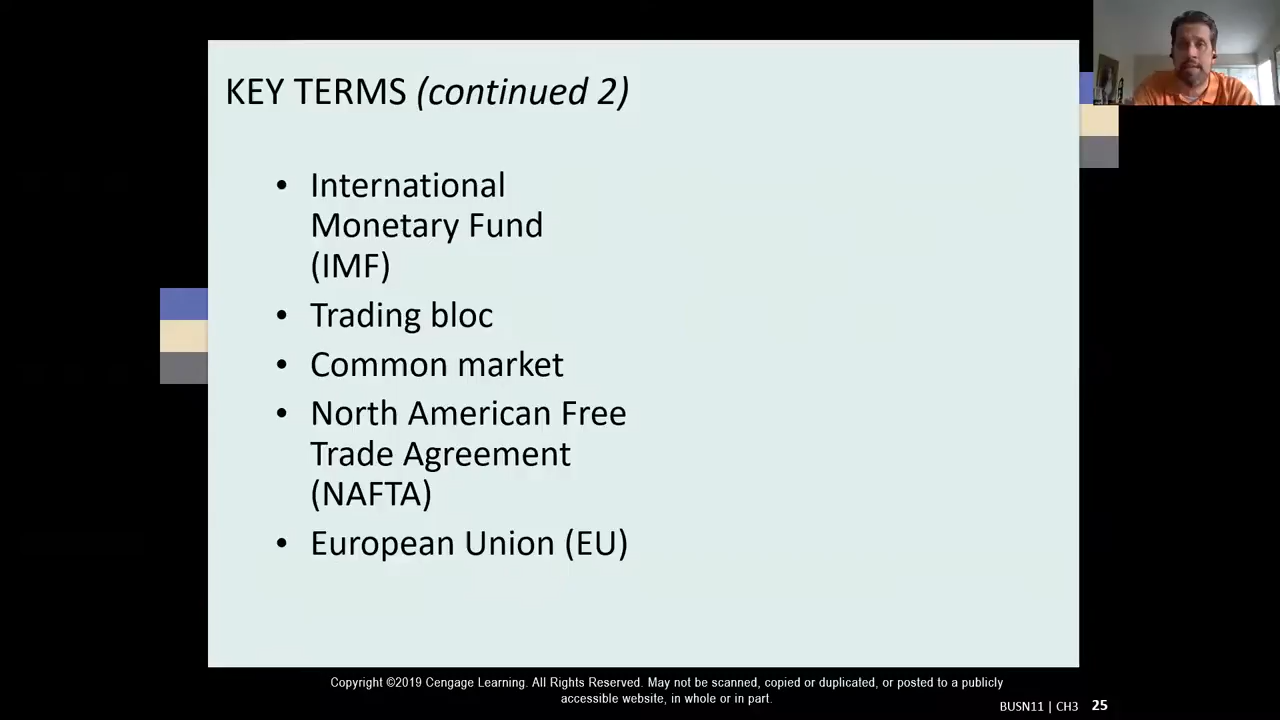 KEY TERMS (continued 2)
• International
Monetary Fund
(IMF)
• Trading bloc
• Common market
• North American Free
Trade Agreement
(NAFTA)
• European Union (EU)
Copyright ©2019 Cengage Learning. All Rights Reserved. May not be scanned, copied or duplicated, or posted to a publicly
accessible website, in whole or in part.
BUSN11 | CH3 25